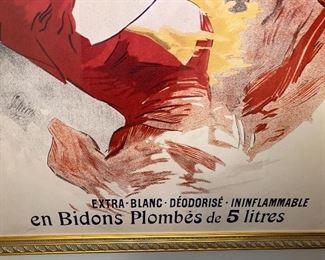 EXTRA-BLANC · DÉODORISÉ · ININFLAMMABLE
en Bidons Plombés de 5 litres